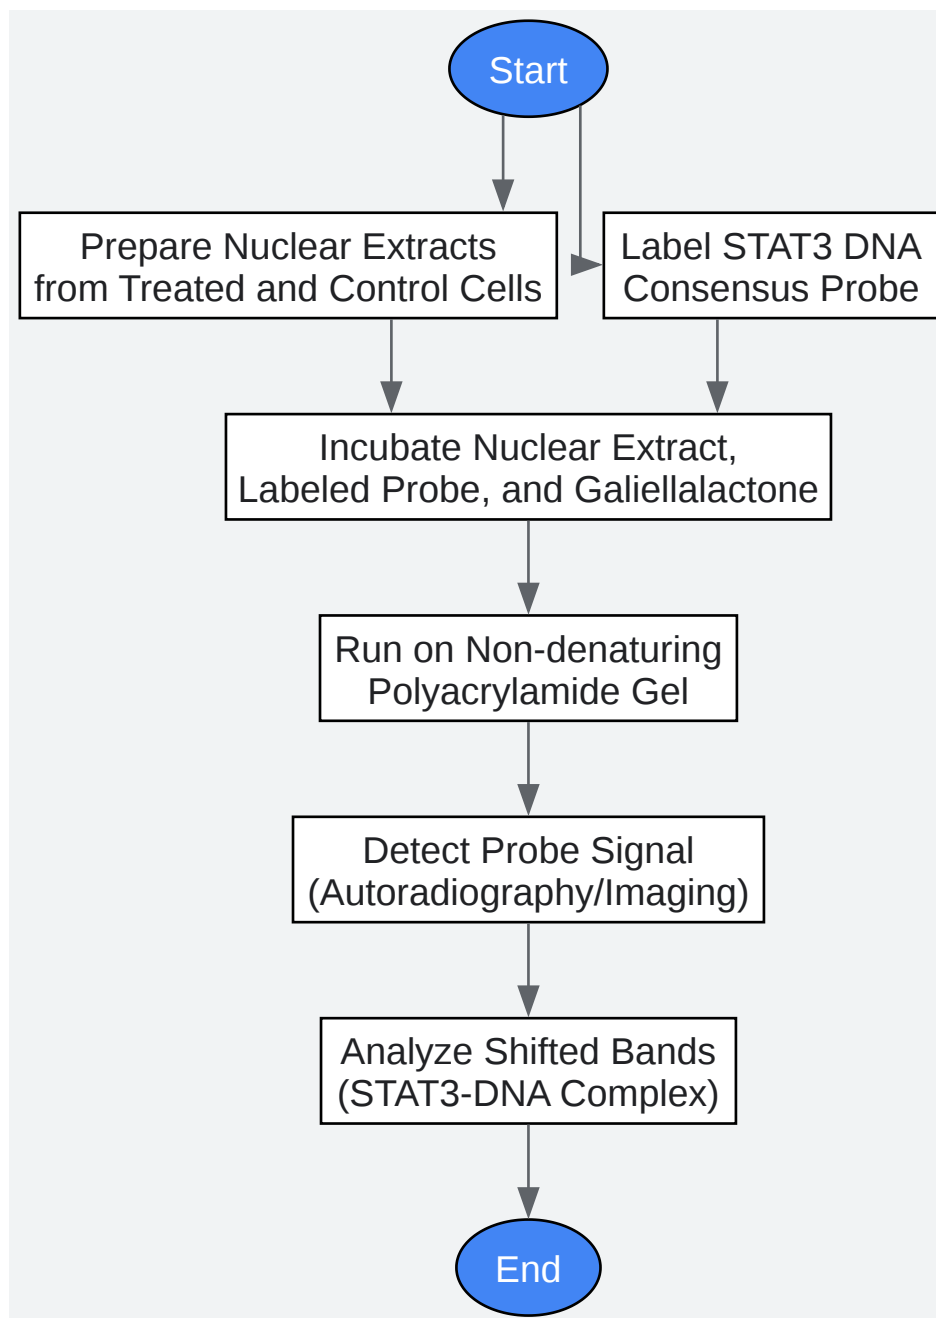 Start
Prepare Nuclear Extracts
from Treated and Control Cells
Label STAT3 DNA
Consensus Probe
Incubate Nuclear Extract,
Labeled Probe, and Galiellalactone
Run on Non-denaturing
Polyacrylamide Gel
Detect Probe Signal
(Autoradiography/Imaging)
Analyze Shifted Bands
(STAT3-DNA Complex)
End